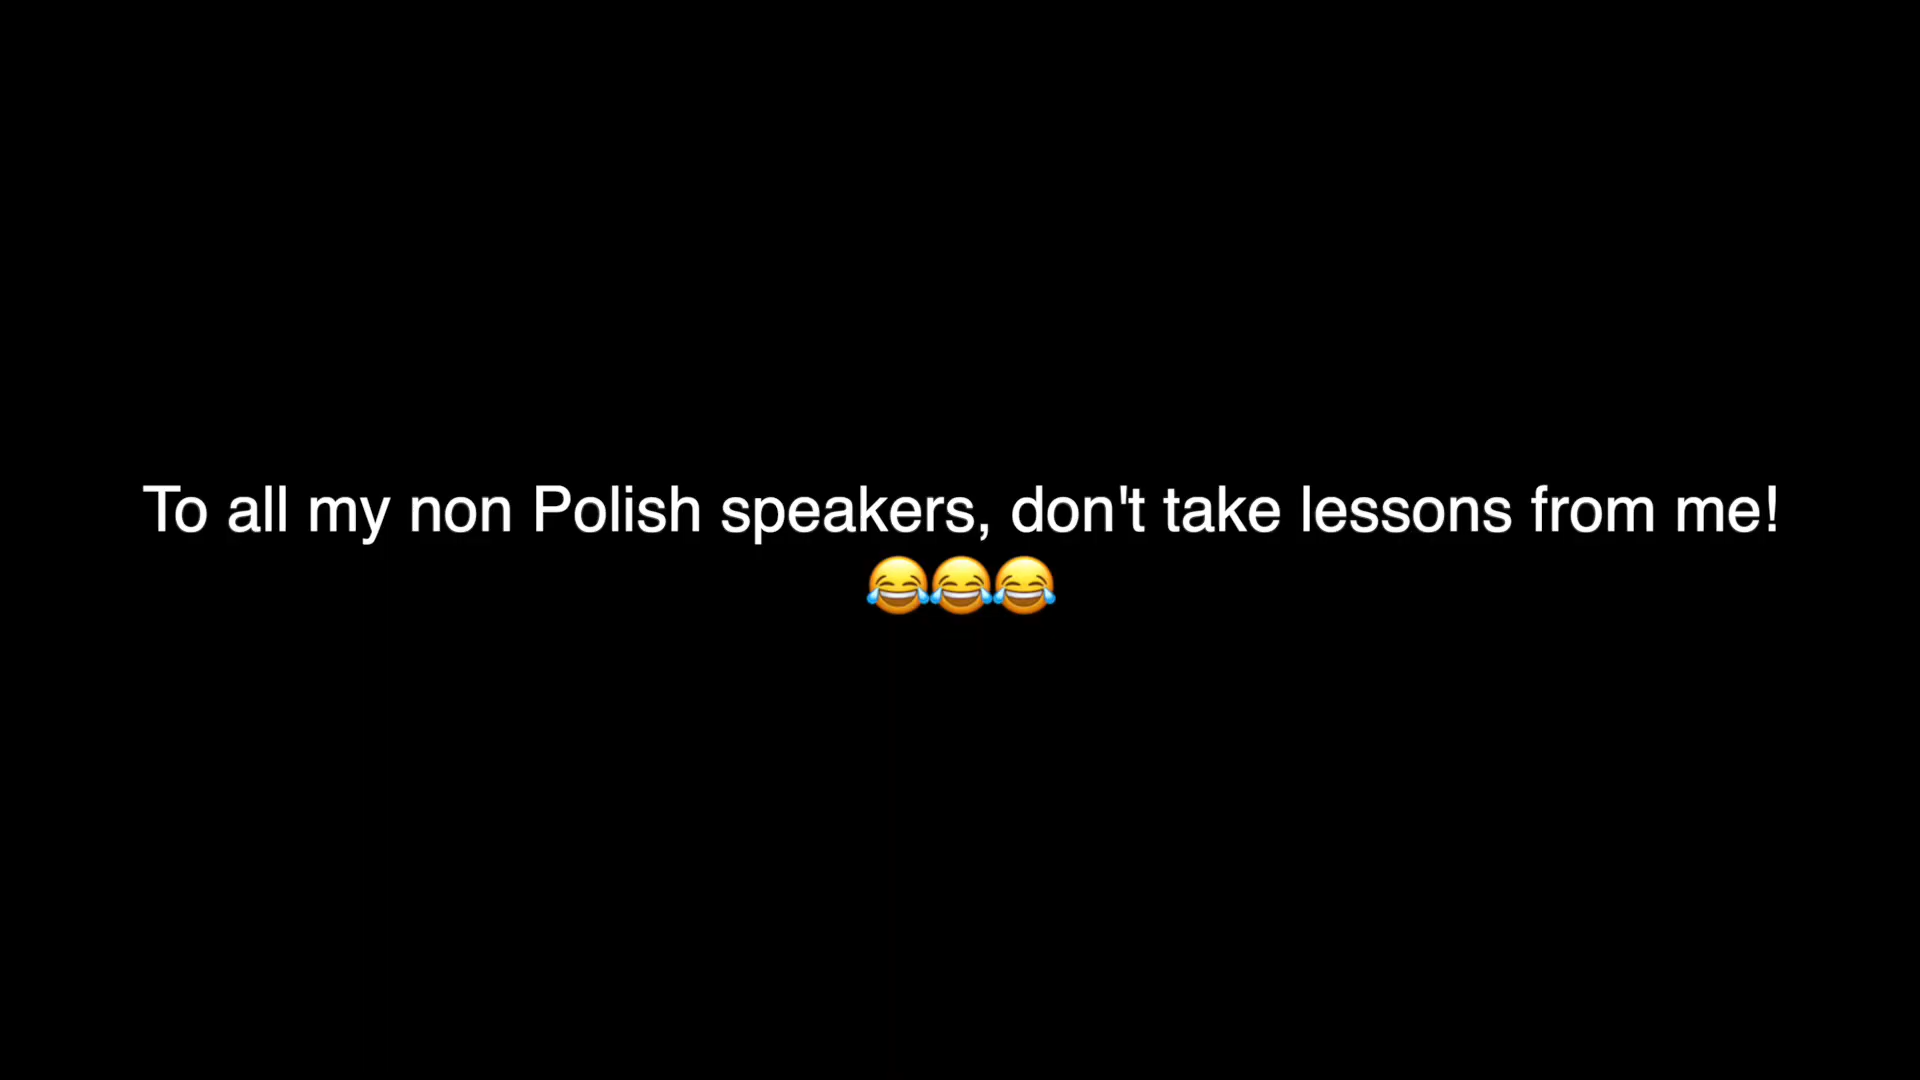 To all my non Polish speakers, don't take lessons from me!
😂😂😂